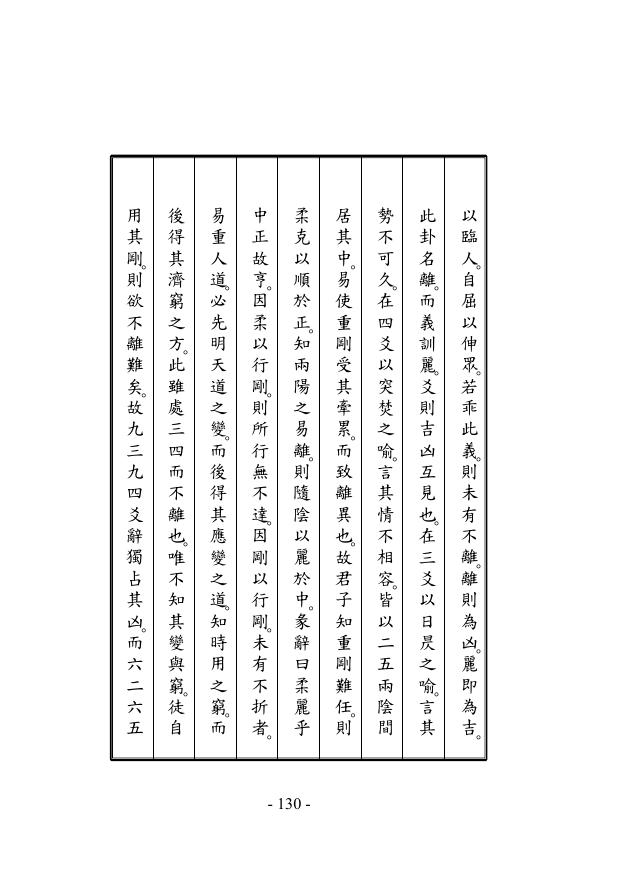 以臨人。自屈以伸眾。若乖此義。則未有不離。離則為凶。麗即為吉。
此卦名離。而義訓麗。爻則吉凶互見也。在三爻以日昃之喻。言其
勢不可久。在四爻以突焚之喻。言其情不相容。皆以二五兩陰間
居其中。易使重剛受其牽累。而致離異也。故君子知重剛難任。則
柔克以順於正。知兩陽之易離。則隨陰以麗於中。彖辭曰柔麗乎
中正故亨。因柔以行剛。則所行無不達。因剛以行剛。未有不折者。
易重人道。必先明天道之變。而後得其應變之道。知時用之窮。而
後得其濟窮之方。此雖處三四而不離也。唯不知其變與窮。徒自
用其剛。則欲不離難矣。故九三九四爻辭獨占其凶。而六二六五
- 130 -